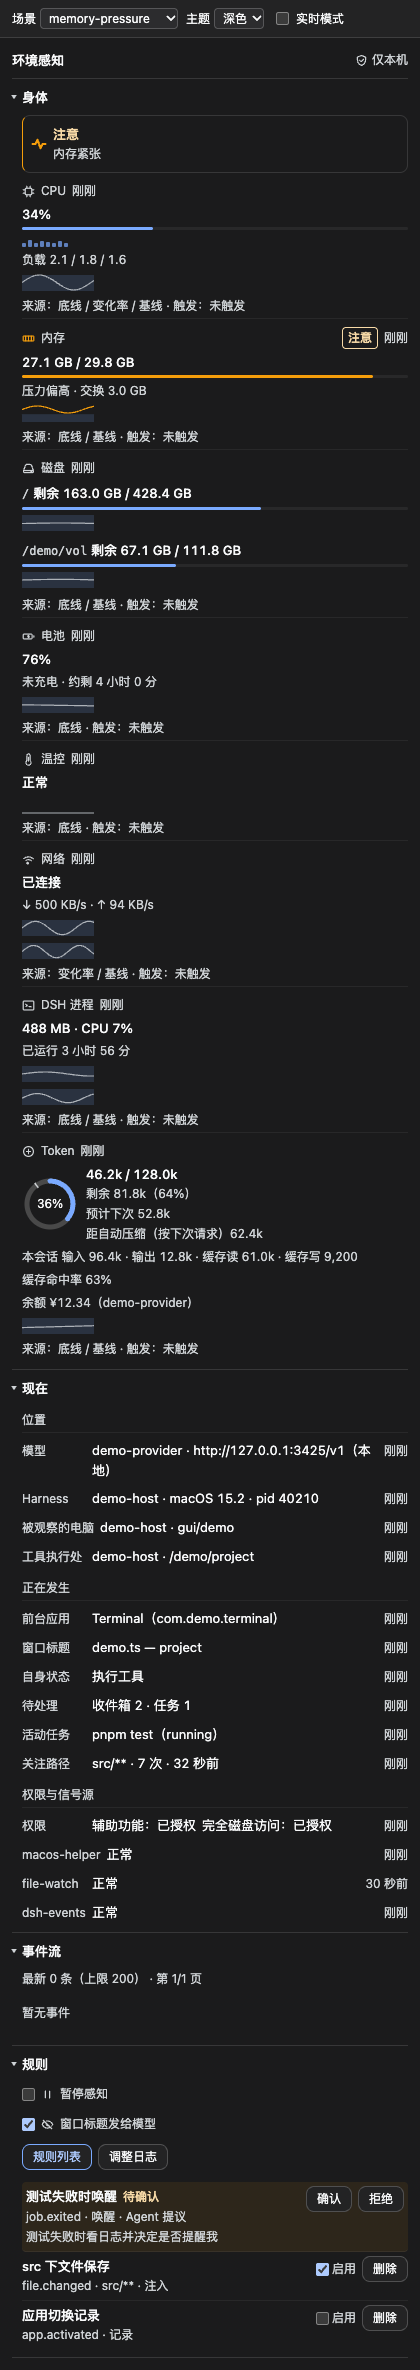 场景 memory-pressure 主题 深色 实时模式
环境感知 仅本机
身体
注意
内存紧张
CPU 刚刚
34%
负载 2.1 / 1.8 / 1.6
来源：底线 / 变化率 / 基线 · 触发：未触发
内存 注意 刚刚
27.1 GB / 29.8 GB
压力偏高 · 交换 3.0 GB
来源：底线 / 基线 · 触发：未触发
磁盘 刚刚
/ 剩余 163.0 GB / 428.4 GB
/demo/vol 剩余 67.1 GB / 111.8 GB
来源：底线 / 基线 · 触发：未触发
电池 刚刚
76%
未充电 · 约剩 4 小时 0 分
来源：底线 / 基线 · 触发：未触发
温控 刚刚
正常
来源：底线 · 触发：未触发
网络 刚刚
已连接
↓ 500 KB/s · ↑ 94 KB/s
来源：变化率 / 基线 · 触发：未触发
DSH 进程 刚刚
488 MB · CPU 7%
已运行 3 小时 56 分
来源：底线 / 基线 · 触发：未触发
Token 刚刚
36%
46.2k / 128.0k
剩余 81.8k（64%）
预计下次 52.8k
距自动压缩（按下次请求）62.4k
本会话 输入 96.4k · 输出 12.8k · 缓存读 61.0k · 缓存写 9,200
缓存命中率 63%
余额 ¥12.34（demo-provider）
来源：底线 / 基线 · 触发：未触发
现在
位置
模型 demo-provider · http://127.0.0.1:3425/v1（本 刚刚
地）
Harness demo-host · macOS 15.2 · pid 40210 刚刚
被观察的电脑 demo-host · gui/demo 刚刚
工具执行处 demo-host · /demo/project 刚刚
正在发生
前台应用 Terminal（com.demo.terminal） 刚刚
窗口标题 demo.ts — project 刚刚
自身状态 执行工具 刚刚
待处理 收件箱 2 · 任务 1 刚刚
活动任务 pnpm test（running） 刚刚
关注路径 src/** · 7 次 · 32 秒前 刚刚
权限与信号源
权限 辅助功能：已授权 完全磁盘访问：已授权 刚刚
macos-helper 正常 刚刚
file-watch 正常 30 秒前
dsh-events 正常 刚刚
事件流
最新 0 条（上限 200） · 第 1/1 页
暂无事件
规则
暂停感知
窗口标题发给模型
规则列表 调整日志
测试失败时唤醒 待确认 确认 拒绝
job.exited · 唤醒 · Agent 提议
测试失败时看日志并决定是否提醒我
src 下文件保存 启用 删除
file.changed · src/** · 注入
应用切换记录 启用 删除
app.activated · 记录